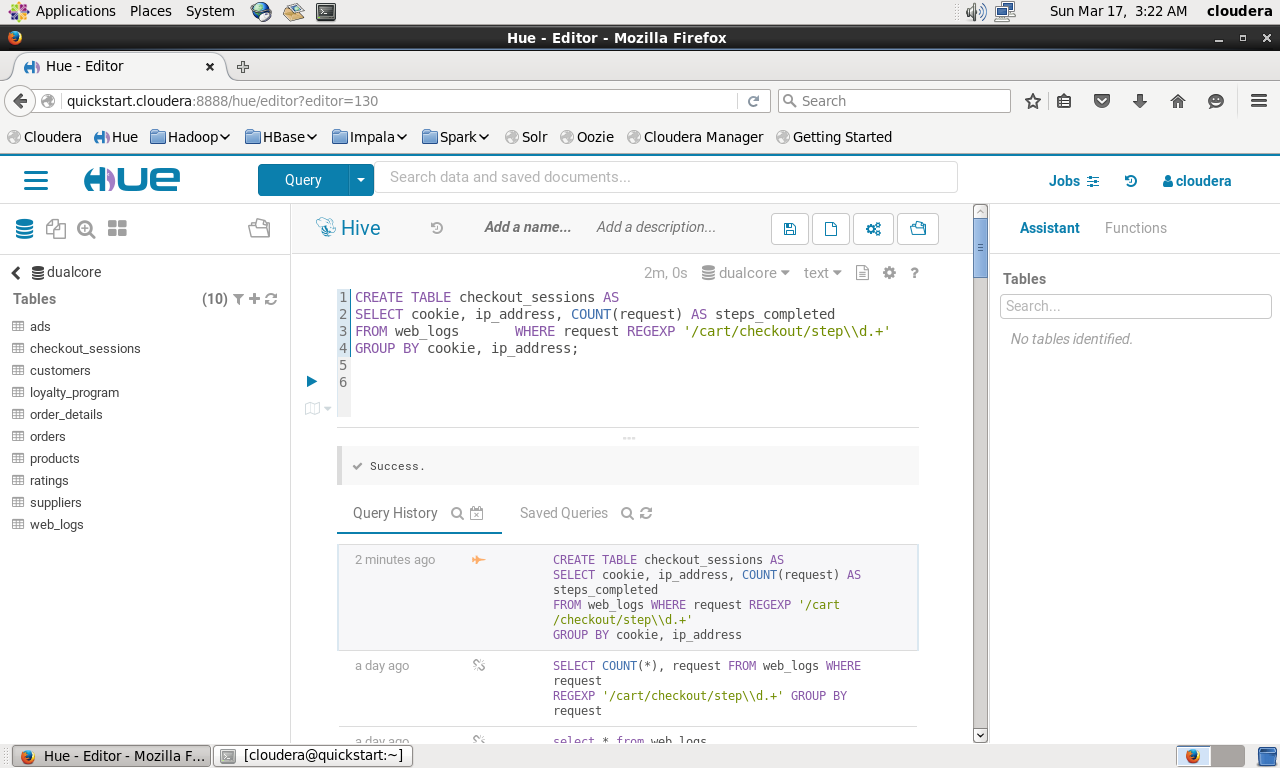 Applications Places System
Sun Mar 17, 3:22 AM cloudera
Hue - Editor - Mozilla Firefox
Hue - Editor
quickstart.cloudera:8888/hue/editor?editor=130
Search
Cloudera Hue Hadoop HBase Impala Spark Solr Oozie Cloudera Manager Getting Started
HUE
Query
Search data and saved documents...
Jobs
cloudera
Hive
Add a name...
Add a description...
Assistant
Functions
dualcore
Tables
(10)
ads
checkout_sessions
customers
loyalty_program
order_details
orders
products
ratings
suppliers
web_logs
2m, 0s dualcore text ?
1 CREATE TABLE checkout_sessions AS
2 SELECT cookie, ip_address, COUNT(request) AS steps_completed
3 FROM web_logs WHERE request REGEXP '/cart/checkout/step\\d.+'
4 GROUP BY cookie, ip_address;
5
6
Success.
Query History
Saved Queries
2 minutes ago
CREATE TABLE checkout_sessions AS
SELECT cookie, ip_address, COUNT(request) AS
steps_completed
FROM web_logs WHERE request REGEXP '/cart
/checkout/step\\d.+'
GROUP BY cookie, ip_address
a day ago
SELECT COUNT(*), request FROM web_logs WHERE
request
REGEXP '/cart/checkout/step\\d.+' GROUP BY
request
a day ago
select * from web_logs
Tables
Search...
No tables identified.
Hue - Editor - Mozilla F...
[cloudera@quickstart:~]